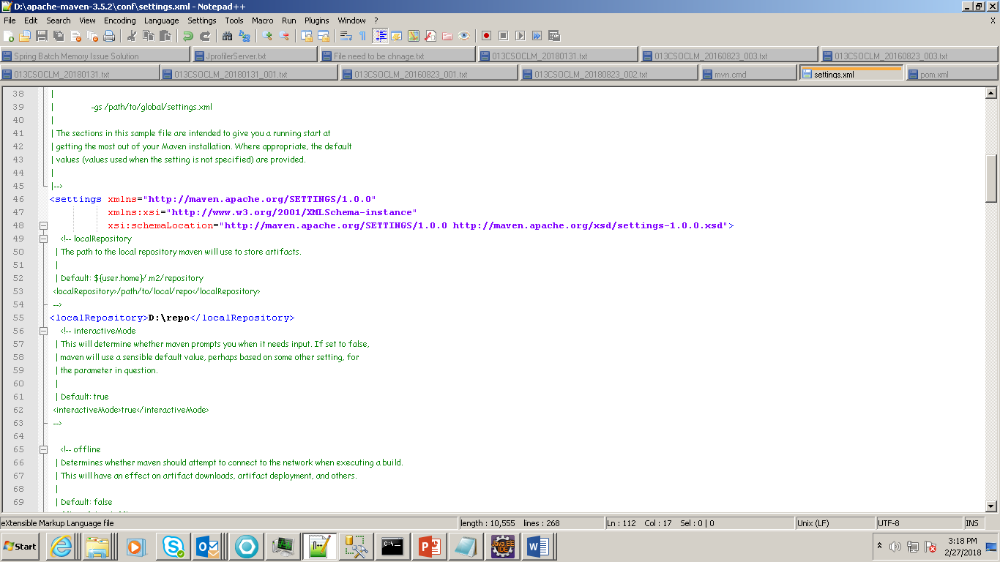 D:\apache-maven-3.5.2\conf\settings.xml - Notepad++
File Edit Search View Encoding Language Settings Tools Macro Run Plugins Window ? X
Spring Batch Memory Issue Solution JprofilerServer.txt File need to be chnage.txt 013CSOCLM_20180131.txt 013CSOCLM_20160823_003.txt 013CSOCLM_20160823_003.txt
013CSOCLM_20180131.txt 013CSOCLM_20180131_001.txt 013CSOCLM_20160823_001.txt 013CSOCLM_20180823_002.txt mvn.cmd settings.xml pom.xml
38 |
39 | -gs /path/to/global/settings.xml
40 |
41 | The sections in this sample file are intended to give you a running start at
42 | getting the most out of your Maven installation. Where appropriate, the default
43 | values (values used when the setting is not specified) are provided.
44 |
45 |-->
46 <settings xmlns="http://maven.apache.org/SETTINGS/1.0.0"
47 xmlns:xsi="http://www.w3.org/2001/XMLSchema-instance"
48 xsi:schemaLocation="http://maven.apache.org/SETTINGS/1.0.0 http://maven.apache.org/xsd/settings-1.0.0.xsd">
49 <!-- localRepository
50 | The path to the local repository maven will use to store artifacts.
51 |
52 | Default: ${user.home}/.m2/repository
53 <localRepository>/path/to/local/repo</localRepository>
54 -->
55 <localRepository>D:\repo</localRepository>
56 <!-- interactiveMode
57 | This will determine whether maven prompts you when it needs input. If set to false,
58 | maven will use a sensible default value, perhaps based on some other setting, for
59 | the parameter in question.
60 |
61 | Default: true
62 <interactiveMode>true</interactiveMode>
63 -->
64
65 <!-- offline
66 | Determines whether maven should attempt to connect to the network when executing a build.
67 | This will have an effect on artifact downloads, artifact deployment, and others.
68 |
69 | Default: false
eXtensible Markup Language file length : 10,555 lines : 268 Ln : 112 Col : 17 Sel : 0 | 0 Unix (LF) UTF-8 INS
Start Java EE IDE 3:18 PM
2/27/2018